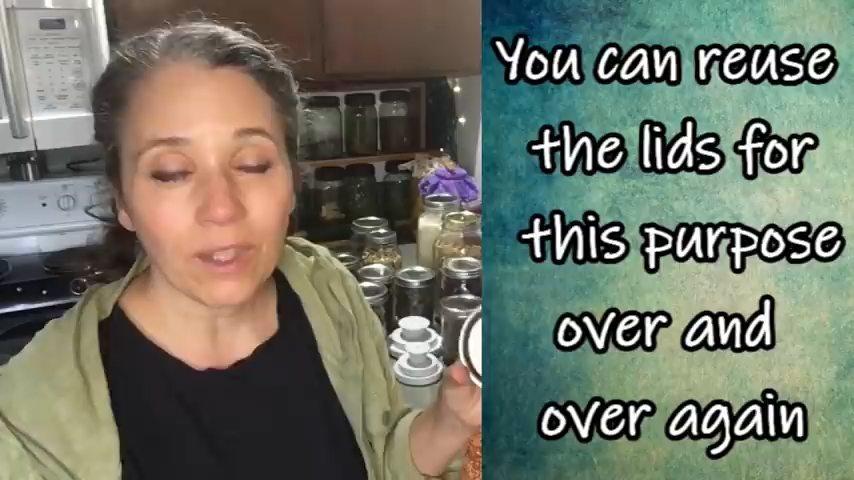 You can reuse
the lids for
this purpose
over and
over again